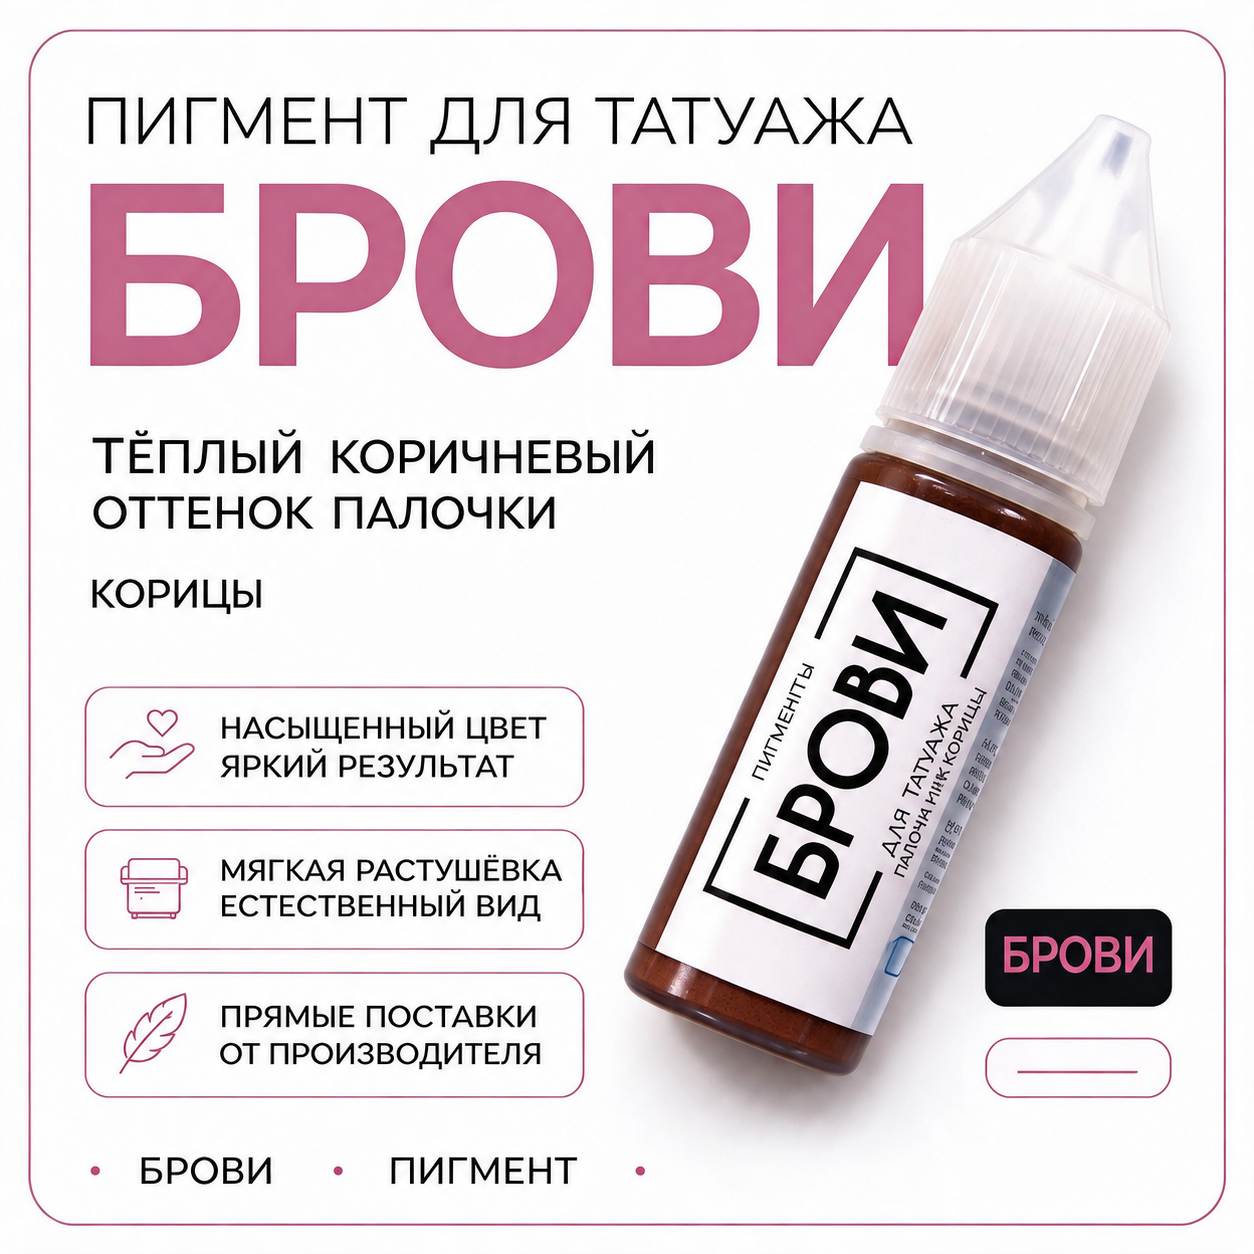 ПИГМЕНТ ДЛЯ ТАТУАЖА
БРОВИ
ТЁПЛЫЙ КОРИЧНЕВЫЙ
ОТТЕНОК ПАЛОЧКИ
КОРИЦЫ
НАСЫЩЕННЫЙ ЦВЕТ
ЯРКИЙ РЕЗУЛЬТАТ
МЯГКАЯ РАСТУШЁВКА
ЕСТЕСТВЕННЫЙ ВИД
ПРЯМЫЕ ПОСТАВКИ
ОТ ПРОИЗВОДИТЕЛЯ
• БРОВИ • ПИГМЕНТ •
БРОВИ
ДЛЯ ТАТУАЖА
КОРИЦЫ
БРОВИ